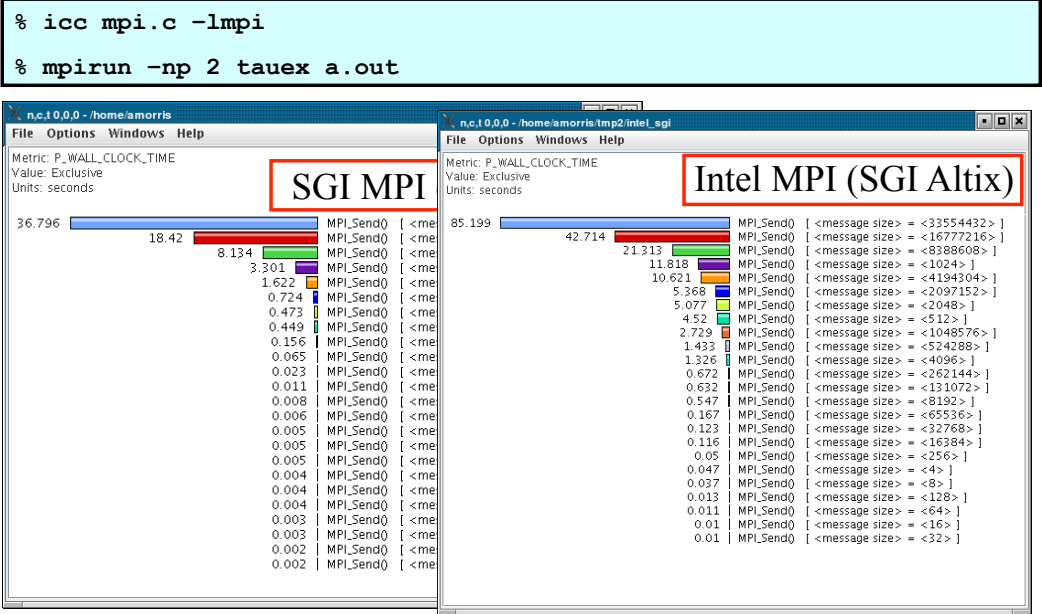 % icc mpi.c –lmpi
% mpirun –np 2 tauex a.out
n,c,t 0,0,0 - /home/amorris
File Options Windows Help
Metric: P_WALL_CLOCK_TIME
Value: Exclusive
Units: seconds
SGI MPI
36.796 MPI_Send() [ <me
18.42 MPI_Send() [ <me
8.134 MPI_Send() [ <me
3.301 MPI_Send() [ <me
1.622 MPI_Send() [ <me
0.724 MPI_Send() [ <me
0.473 MPI_Send() [ <me
0.449 MPI_Send() [ <me
0.156 MPI_Send() [ <me
0.065 MPI_Send() [ <me
0.023 MPI_Send() [ <me
0.011 MPI_Send() [ <me
0.008 MPI_Send() [ <me
0.006 MPI_Send() [ <me
0.005 MPI_Send() [ <me
0.005 MPI_Send() [ <me
0.005 MPI_Send() [ <me
0.004 MPI_Send() [ <me
0.004 MPI_Send() [ <me
0.004 MPI_Send() [ <me
0.003 MPI_Send() [ <me
0.003 MPI_Send() [ <me
0.002 MPI_Send() [ <me
0.002 MPI_Send() [ <me
n,c,t 0,0,0 - /home/amorris/tmp2/intel_sgi
File Options Windows Help
Metric: P_WALL_CLOCK_TIME
Value: Exclusive
Units: seconds
Intel MPI (SGI Altix)
85.199 MPI_Send() [ <message size> = <33554432> ]
42.714 MPI_Send() [ <message size> = <16777216> ]
21.313 MPI_Send() [ <message size> = <8388608> ]
11.818 MPI_Send() [ <message size> = <1024> ]
10.621 MPI_Send() [ <message size> = <4194304> ]
5.368 MPI_Send() [ <message size> = <2097152> ]
5.077 MPI_Send() [ <message size> = <2048> ]
4.52 MPI_Send() [ <message size> = <512> ]
2.729 MPI_Send() [ <message size> = <1048576> ]
1.433 MPI_Send() [ <message size> = <524288> ]
1.326 MPI_Send() [ <message size> = <4096> ]
0.672 MPI_Send() [ <message size> = <262144> ]
0.632 MPI_Send() [ <message size> = <131072> ]
0.547 MPI_Send() [ <message size> = <8192> ]
0.167 MPI_Send() [ <message size> = <65536> ]
0.123 MPI_Send() [ <message size> = <32768> ]
0.116 MPI_Send() [ <message size> = <16384> ]
0.05 MPI_Send() [ <message size> = <256> ]
0.047 MPI_Send() [ <message size> = <4> ]
0.037 MPI_Send() [ <message size> = <8> ]
0.013 MPI_Send() [ <message size> = <128> ]
0.011 MPI_Send() [ <message size> = <64> ]
0.01 MPI_Send() [ <message size> = <16> ]
0.01 MPI_Send() [ <message size> = <32> ]